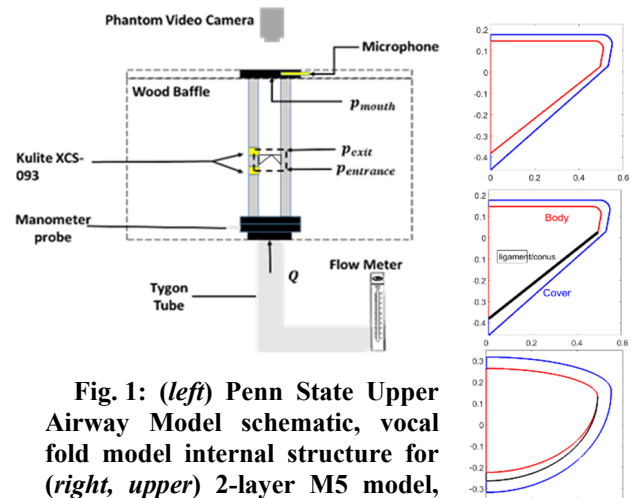 Phantom Video Camera
Microphone
Wood Baffle
p_mouth
Kulite XCS-
093
p_exit
p_entrance
Manometer
probe
Q
Flow Meter
Tygon
Tube
Fig. 1: (left) Penn State Upper
Airway Model schematic, vocal
fold model internal structure for
(right, upper) 2-layer M5 model,
0.2
0.1
0
-0.1
-0.2
-0.3
-0.4
0
0.2
0.4
0.6
0.2
0.1
0
-0.1
-0.2
-0.3
-0.4
Body
ligament/conus
Cover
0
0.2
0.4
0.6
0.3
0.2
0.1
0
-0.1
-0.2
-0.3